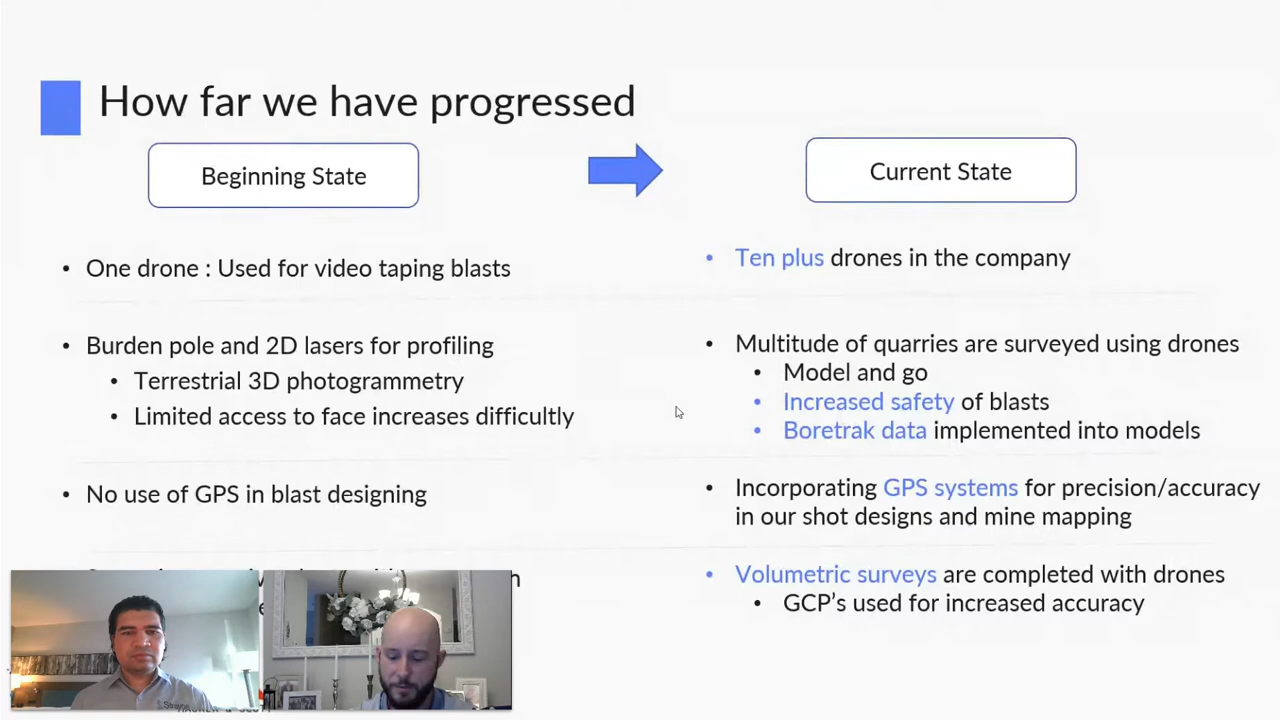 How far we have progressed
Beginning State
Current State
• One drone : Used for video taping blasts
• Burden pole and 2D lasers for profiling
• Terrestrial 3D photogrammetry
• Limited access to face increases difficultly
• No use of GPS in blast designing
• Ten plus drones in the company
• Multitude of quarries are surveyed using drones
• Model and go
• Increased safety of blasts
• Boretrak data implemented into models
• Incorporating GPS systems for precision/accuracy
in our shot designs and mine mapping
• Volumetric surveys are completed with drones
• GCP’s used for increased accuracy